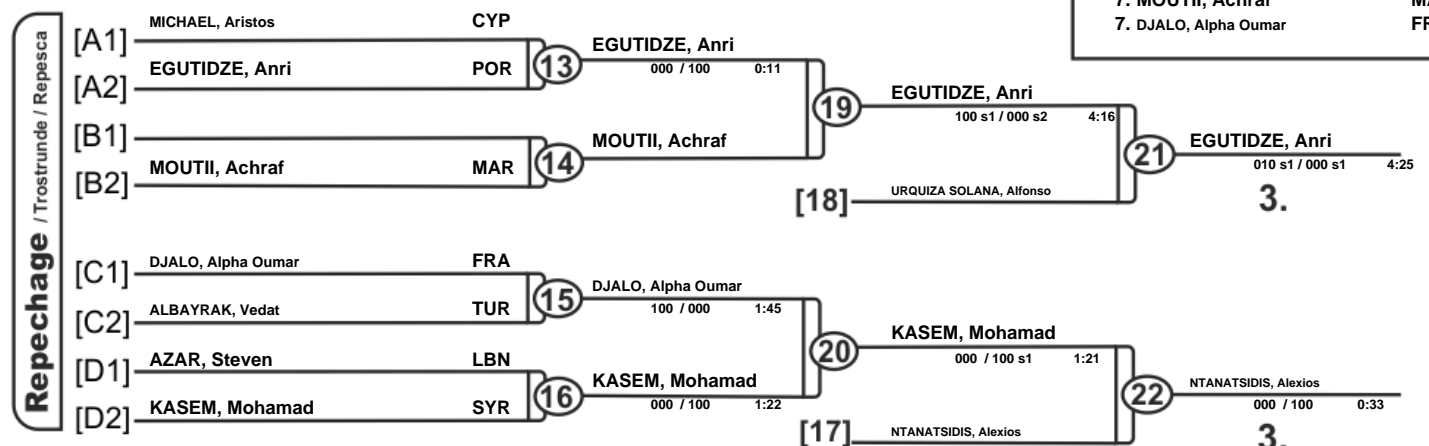 7. MOUTII, Achraf
7. DJALO, Alpha Oumar FR
Repechage / Trostrunde / Repesca
[A1] MICHAEL, Aristos CYP
[A2] EGUTIDZE, Anri POR
13
EGUTIDZE, Anri
000 / 100 0:11
[B1]
[B2] MOUTII, Achraf MAR
14
MOUTII, Achraf
19
EGUTIDZE, Anri
100 s1 / 000 s2 4:16
[18] URQUIZA SOLANA, Alfonso
21
EGUTIDZE, Anri
010 s1 / 000 s1 4:25
3.
[C1] DJALO, Alpha Oumar FRA
[C2] ALBAYRAK, Vedat TUR
15
DJALO, Alpha Oumar
100 / 000 1:45
[D1] AZAR, Steven LBN
[D2] KASEM, Mohamad SYR
16
KASEM, Mohamad
000 / 100 1:22
20
KASEM, Mohamad
000 / 100 s1 1:21
[17] NTANATSIDIS, Alexios
22
NTANATSIDIS, Alexios
000 / 100 0:33
3.